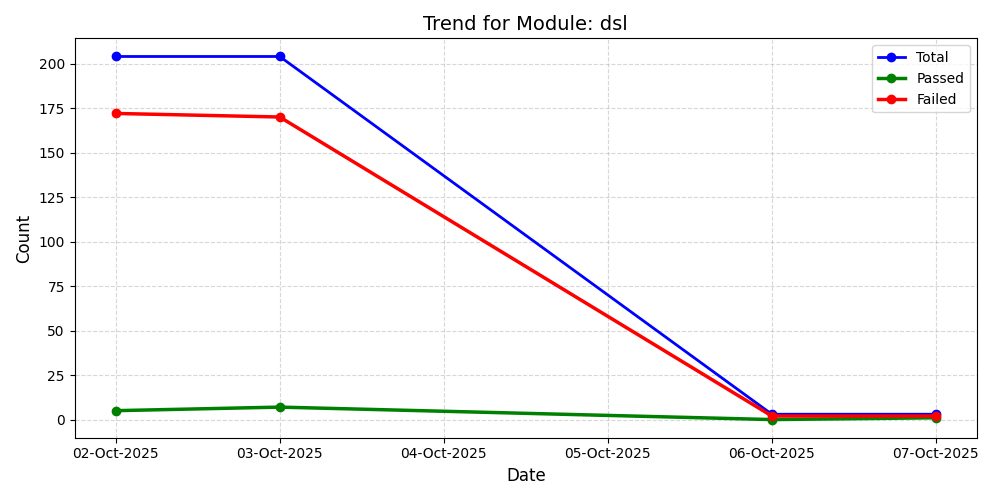 Trend for Module: dsl
Total
Passed
Failed
Count
200
175
150
125
100
75
50
25
0
02-Oct-2025 03-Oct-2025 04-Oct-2025 05-Oct-2025 06-Oct-2025 07-Oct-2025
Date